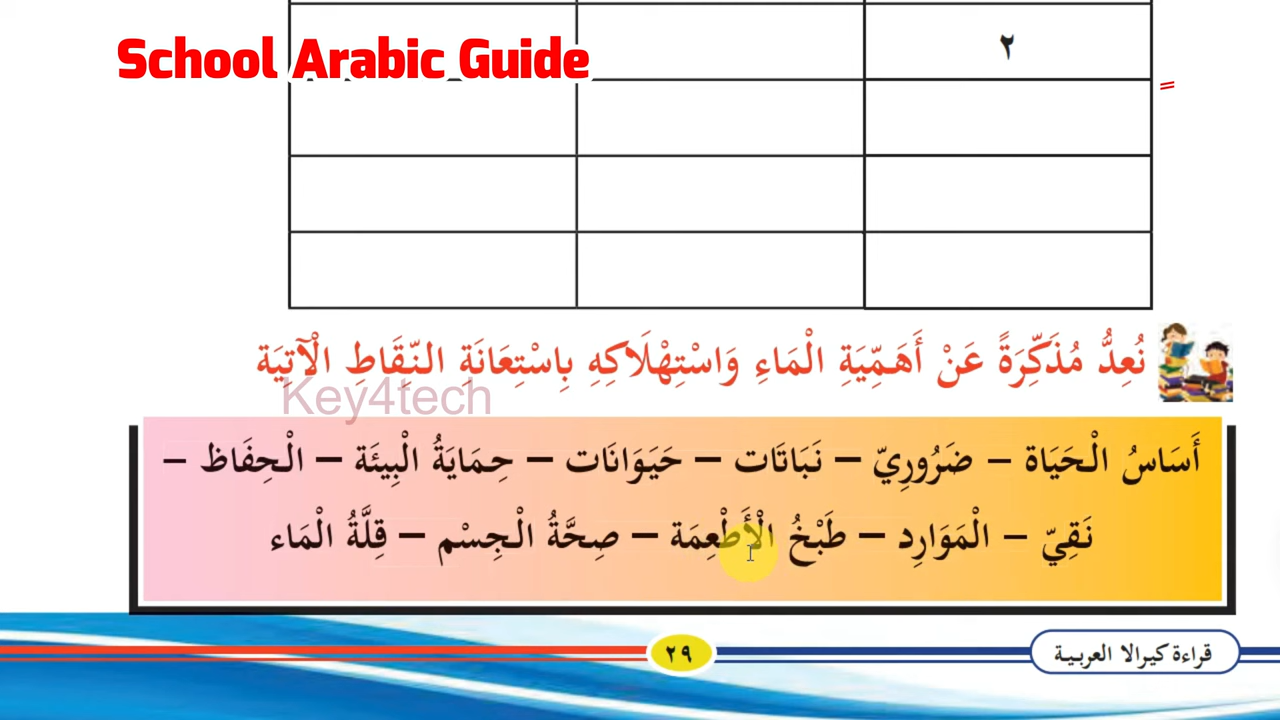 School Arabic Guide
٢
نُعِدُّ مُذَكِّرَةً عَنْ أَهَمِّيَةِ الْمَاءِ وَاسْتِهْلَاكِهِ بِاسْتِعَانَةِ النِّقَاطِ الْآتِيَة
Key4tech
أَسَاسُ الْحَيَاة – ضَرُورِيّ – نَبَاتَات – حَيَوَانَات – حِمَايَةُ الْبِيئَة – الْحِفَاظ –
نَقِيّ – الْمَوَارِد – طَبْخُ الْأَطْعِمَة – صِحَّةُ الْجِسْم – قِلَّةُ الْمَاء
٢٩
قراءة كيرالا العربية